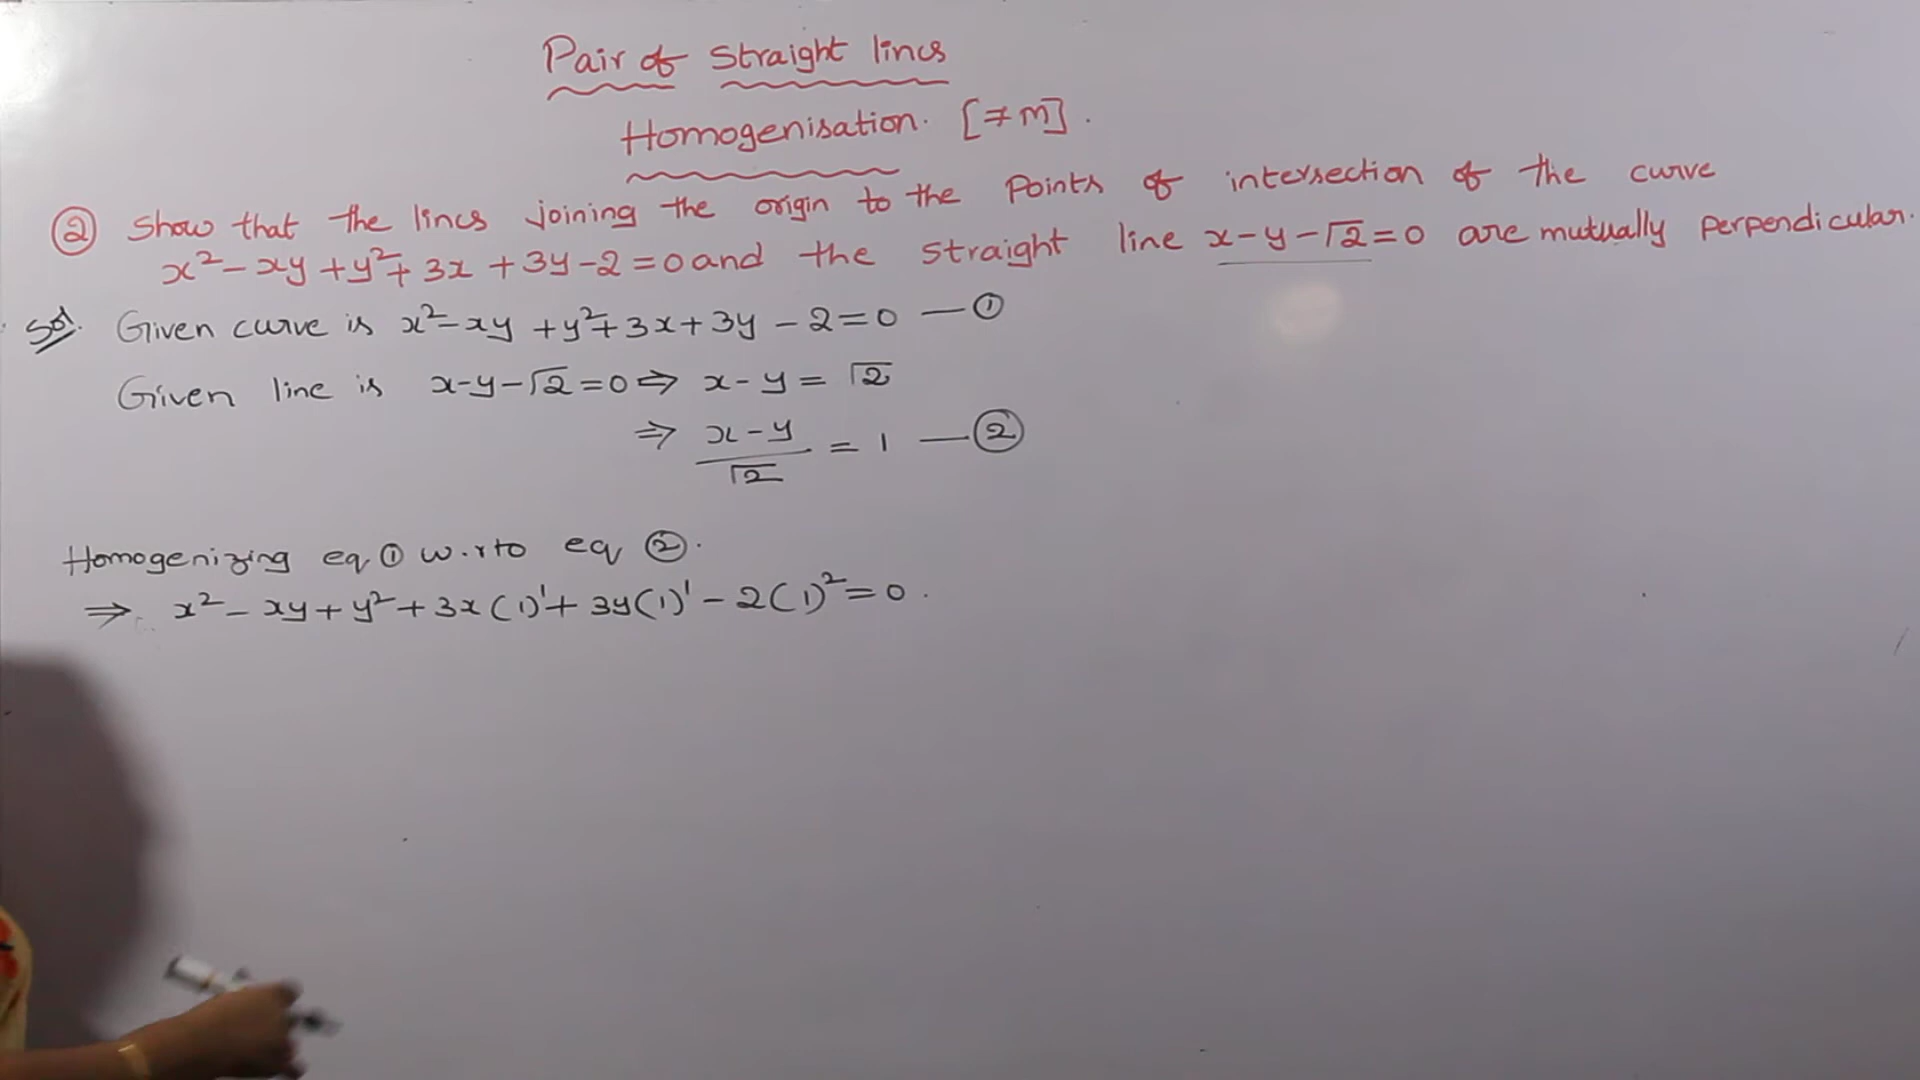 Pair of Straight lines
Homogenisation. [7M].
② Show that the lines joining the origin to the Points of intersection of the curve
x² - xy + y² + 3x + 3y - 2 = 0 and the straight line x - y - √2 = 0 are mutually perpendicular.
Sol. Given curve is x² - xy + y² + 3x + 3y - 2 = 0 — ①
Given line is x - y - √2 = 0 ⇒ x - y = √2
⇒ (x - y)/√2 = 1 — ②
Homogenizing eq ① w.r to eq ②.
⇒ x² - xy + y² + 3x(1)¹ + 3y(1)¹ - 2(1)² = 0.